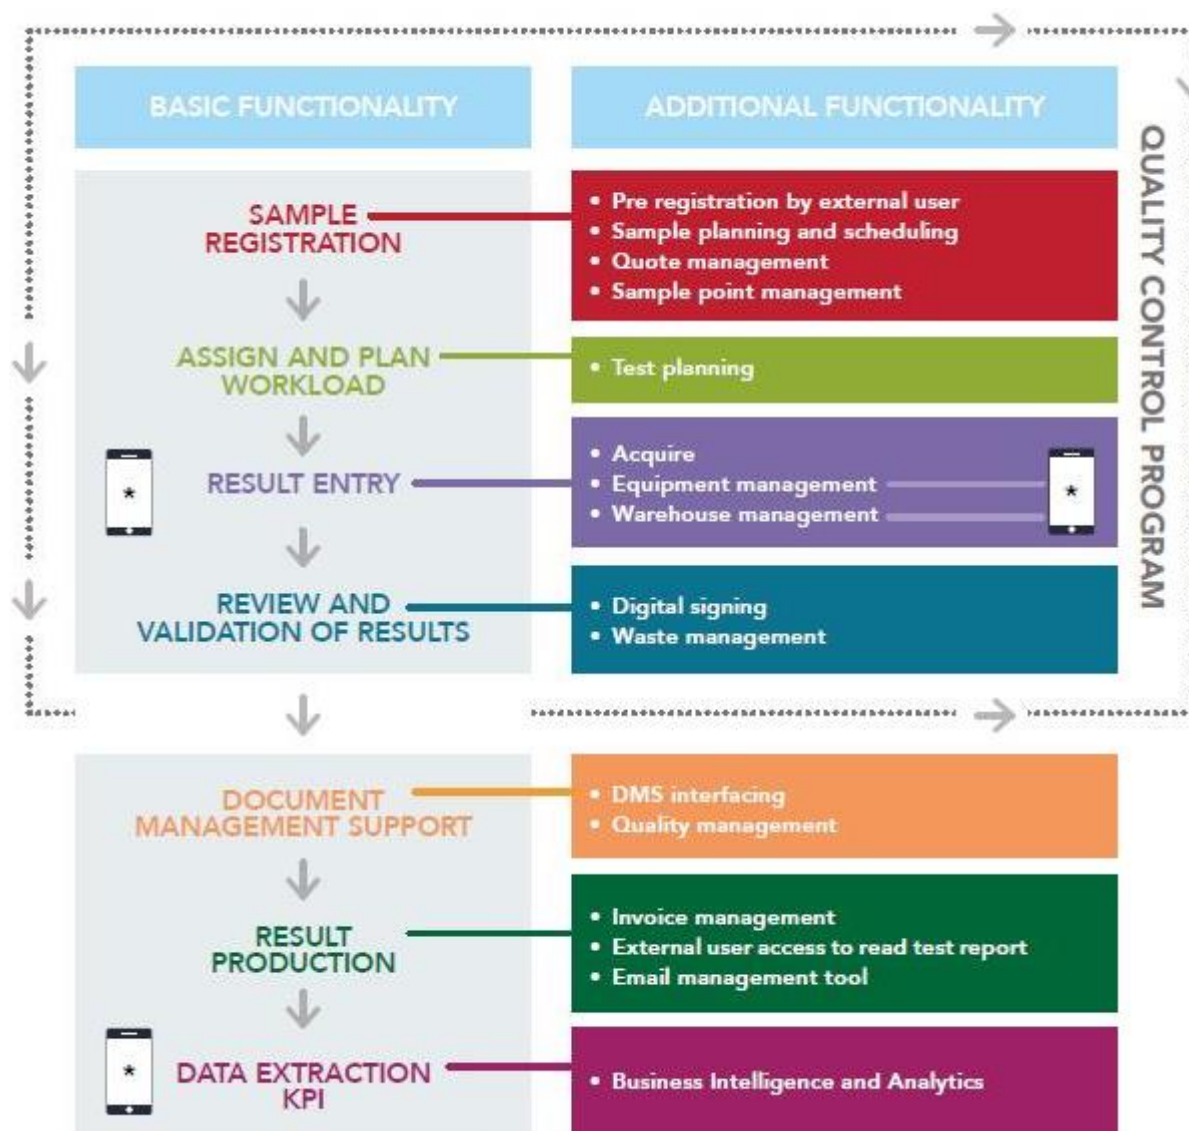 BASIC FUNCTIONALITY
ADDITIONAL FUNCTIONALITY
SAMPLE
REGISTRATION
• Pre registration by external user
• Sample planning and scheduling
• Quote management
• Sample point management
ASSIGN AND PLAN
WORKLOAD
• Test planning
*
RESULT ENTRY
• Acquire
• Equipment management
• Warehouse management
*
REVIEW AND
VALIDATION OF RESULTS
• Digital signing
• Waste management
QUALITY CONTROL PROGRAM
DOCUMENT
MANAGEMENT SUPPORT
• DMS interfacing
• Quality management
RESULT
PRODUCTION
• Invoice management
• External user access to read test report
• Email management tool
*
DATA EXTRACTION
KPI
• Business Intelligence and Analytics